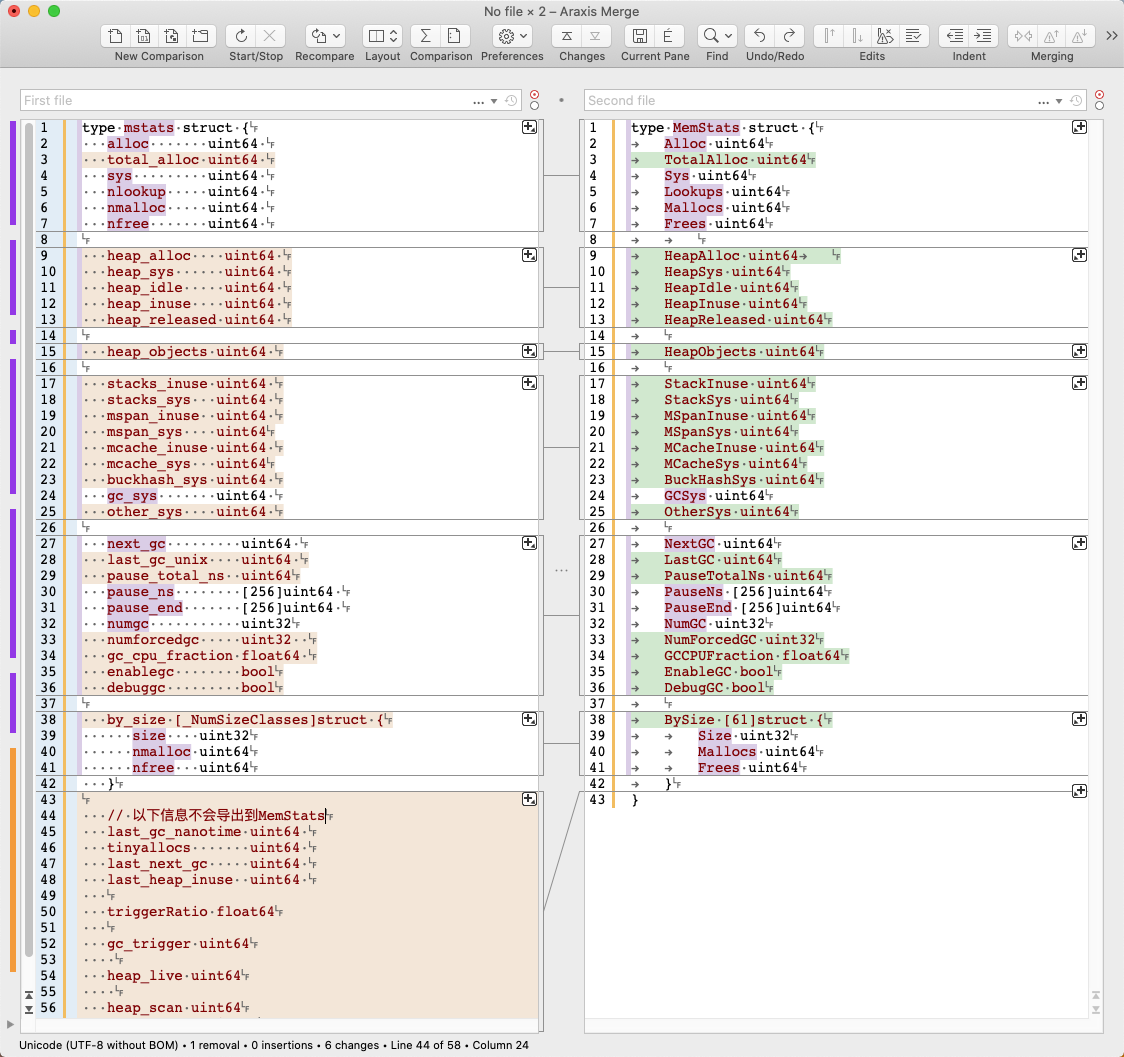 No file × 2 – Araxis Merge
New Comparison Start/Stop Recompare Layout Comparison Preferences Changes Current Pane Find Undo/Redo Edits Indent Merging
First file
1 type mstats struct {
2 alloc uint64
3 total_alloc uint64
4 sys uint64
5 nlookup uint64
6 nmalloc uint64
7 nfree uint64
8
9 heap_alloc uint64
10 heap_sys uint64
11 heap_idle uint64
12 heap_inuse uint64
13 heap_released uint64
14
15 heap_objects uint64
16
17 stacks_inuse uint64
18 stacks_sys uint64
19 mspan_inuse uint64
20 mspan_sys uint64
21 mcache_inuse uint64
22 mcache_sys uint64
23 buckhash_sys uint64
24 gc_sys uint64
25 other_sys uint64
26
27 next_gc uint64
28 last_gc_unix uint64
29 pause_total_ns uint64
30 pause_ns [256]uint64
31 pause_end [256]uint64
32 numgc uint32
33 numforcedgc uint32
34 gc_cpu_fraction float64
35 enablegc bool
36 debuggc bool
37
38 by_size [_NumSizeClasses]struct {
39 size uint32
40 nmalloc uint64
41 nfree uint64
42 }
43
44 // 以下信息不会导出到MemStats
45 last_gc_nanotime uint64
46 tinyallocs uint64
47 last_next_gc uint64
48 last_heap_inuse uint64
49
50 triggerRatio float64
51
52 gc_trigger uint64
53
54 heap_live uint64
55
56 heap_scan uint64
Second file
1 type MemStats struct {
2 Alloc uint64
3 TotalAlloc uint64
4 Sys uint64
5 Lookups uint64
6 Mallocs uint64
7 Frees uint64
8
9 HeapAlloc uint64
10 HeapSys uint64
11 HeapIdle uint64
12 HeapInuse uint64
13 HeapReleased uint64
14
15 HeapObjects uint64
16
17 StackInuse uint64
18 StackSys uint64
19 MSpanInuse uint64
20 MSpanSys uint64
21 MCacheInuse uint64
22 MCacheSys uint64
23 BuckHashSys uint64
24 GCSys uint64
25 OtherSys uint64
26
27 NextGC uint64
28 LastGC uint64
29 PauseTotalNs uint64
30 PauseNs [256]uint64
31 PauseEnd [256]uint64
32 NumGC uint32
33 NumForcedGC uint32
34 GCCPUFraction float64
35 EnableGC bool
36 DebugGC bool
37
38 BySize [61]struct {
39 Size uint32
40 Mallocs uint64
41 Frees uint64
42 }
43 }
Unicode (UTF-8 without BOM) • 1 removal • 0 insertions • 6 changes • Line 44 of 58 • Column 24